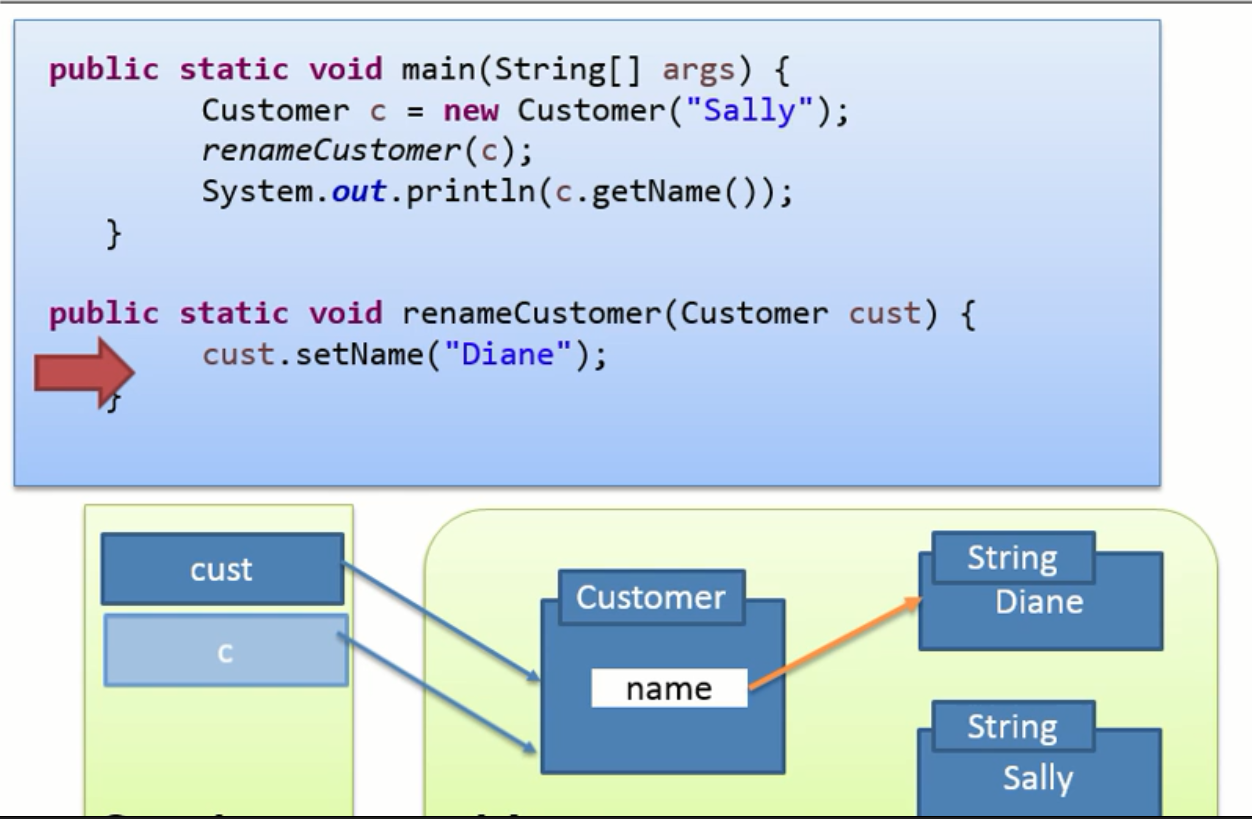 public static void main(String[] args) {
Customer c = new Customer("Sally");
renameCustomer(c);
System.out.println(c.getName());
}
public static void renameCustomer(Customer cust) {
cust.setName("Diane");
}
cust
c
Customer
name
String
Diane
String
Sally